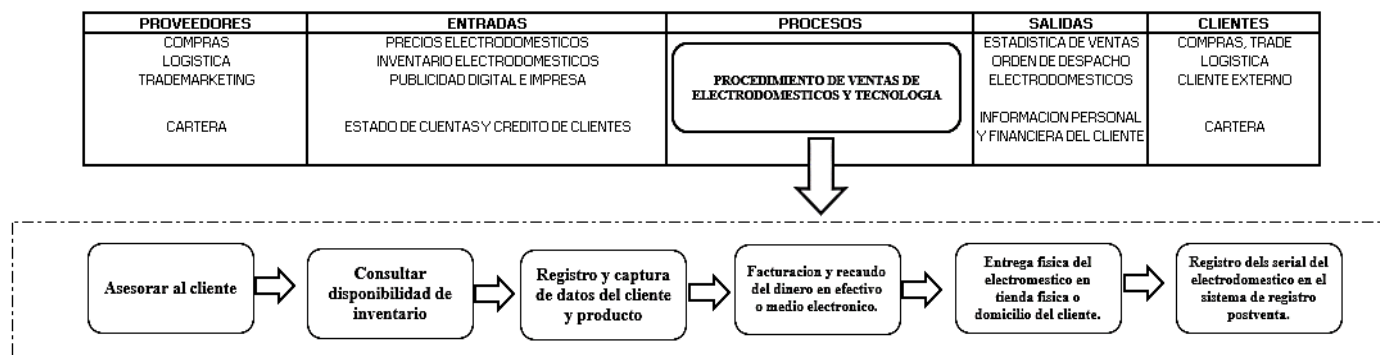 PROVEEDORES
ENTRADAS
PROCESOS
SALIDAS
CLIENTES
COMPRAS
PRECIOS ELECTRODOMESTICOS
ESTADISTICA DE VENTAS
COMPRAS, TRADE
LOGISTICA
INVENTARIO ELECTRODOMESTICOS
ORDEN DE DESPACHO
LOGISTICA
TRADEMARKETING
PUBLICIDAD DIGITAL E IMPRESA
ELECTRODOMESTICOS
CLIENTE EXTERNO
CARTERA
ESTADO DE CUENTAS Y CREDITO DE CLIENTES
INFORMACION PERSONAL
Y FINANCIERA DEL CLIENTE
CARTERA
PROCEDIMIENTO DE VENTAS DE
ELECTRODOMESTICOS Y TECNOLOGIA
Asesorar al cliente
Consultar
disponibilidad de
inventario
Registro y captura
de datos del cliente
y producto
Facturacion y recaudo
del dinero en efectivo
o medio electronico.
Entrega fisica del
electromestico en
tienda fisica o
domicilio del cliente.
Registro dels serial del
electrodomestico en el
sistema de registro
postventa.